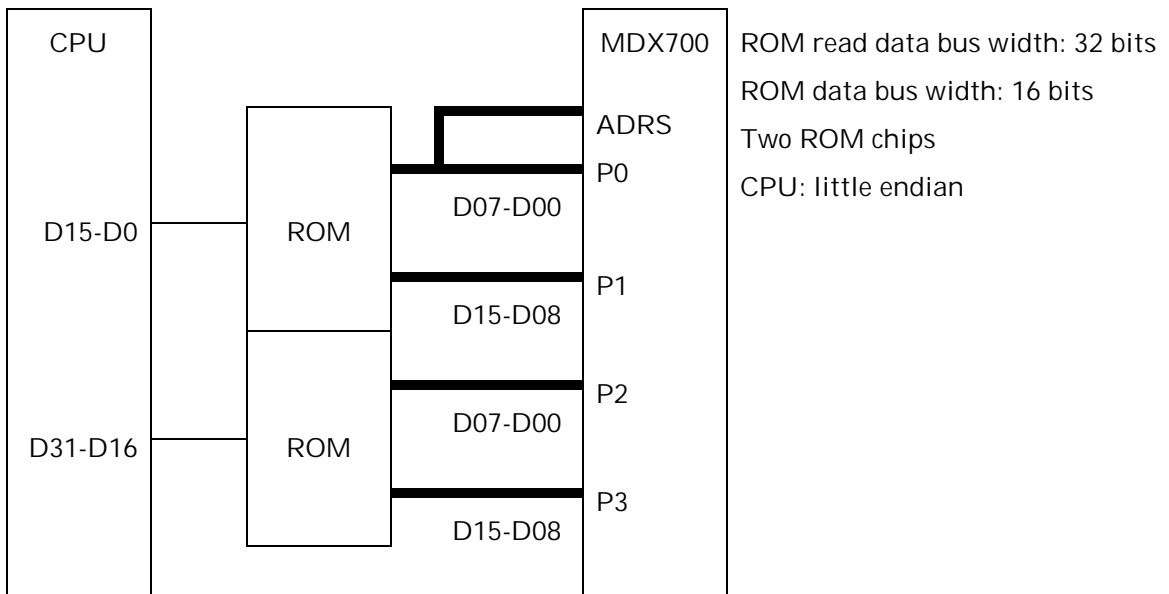 CPU
MDX700
ROM read data bus width: 32 bits
ROM data bus width: 16 bits
ADRS
Two ROM chips
P0
CPU: little endian
D07-D00
D15-D0
ROM
P1
D15-D08
P2
D07-D00
D31-D16
ROM
P3
D15-D08